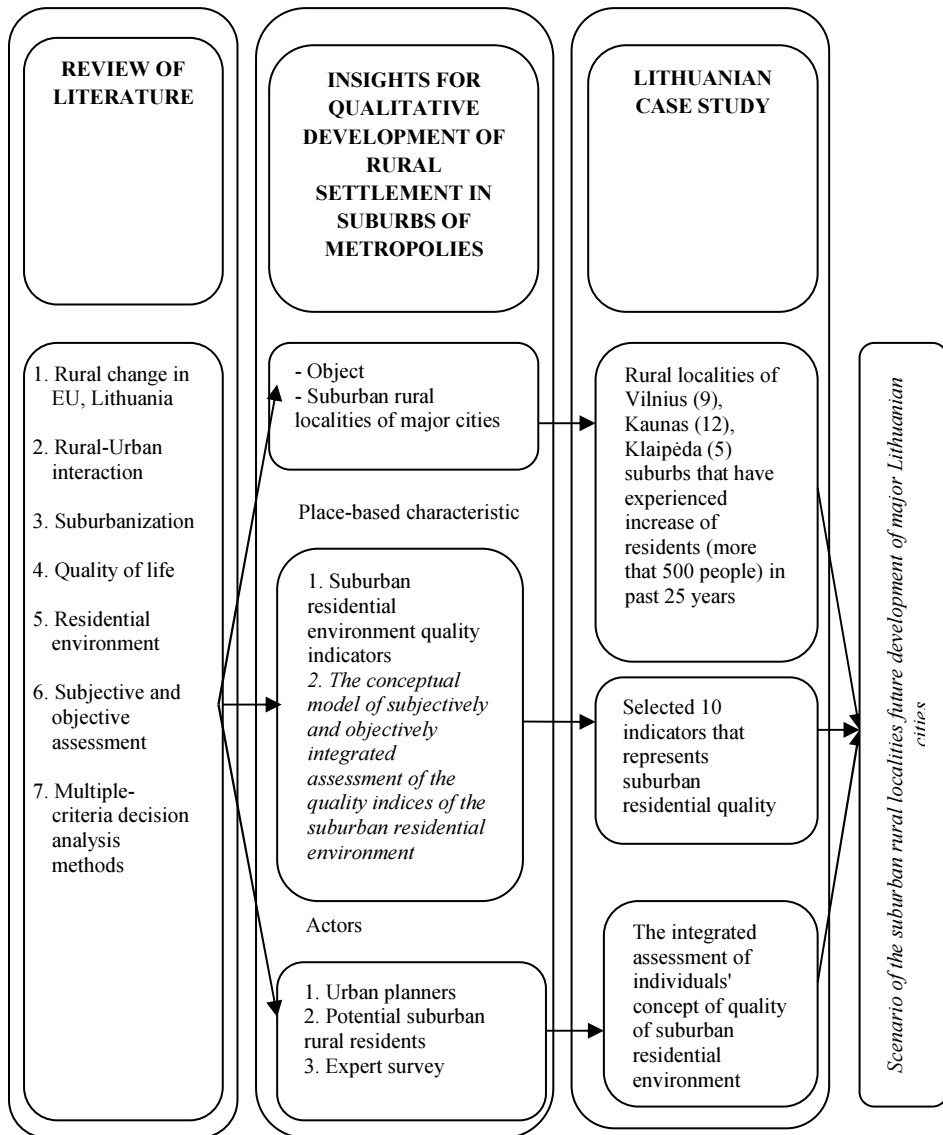 REVIEW OF
LITERATURE
1. Rural change in
EU, Lithuania
2. Rural-Urban
interaction
3. Suburbanization
4. Quality of life
5. Residential
environment
6. Subjective and
objective
assessment
7. Multiple-
criteria decision
analysis
methods
INSIGHTS FOR
QUALITATIVE
DEVELOPMENT OF
RURAL
SETTLEMENT IN
SUBURBS OF
METROPOLIES
- Object
- Suburban rural
localities of major cities
Place-based characteristic
1. Suburban
residential
environment quality
indicators
2. The conceptual
model of subjectively
and objectively
integrated
assessment of the
quality indices of the
suburban residential
environment
Actors
1. Urban planners
2. Potential suburban
rural residents
3. Expert survey
LITHUANIAN
CASE STUDY
Rural localities of
Vilnius (9),
Kaunas (12),
Klaipėda (5)
suburbs that have
experienced
increase of
residents (more
that 500 people) in
past 25 years
Selected 10
indicators that
represents
suburban
residential quality
The integrated
assessment of
individuals'
concept of quality
of suburban
residential
environment
Scenario of the suburban rural localities future development of major Lithuanian
cities